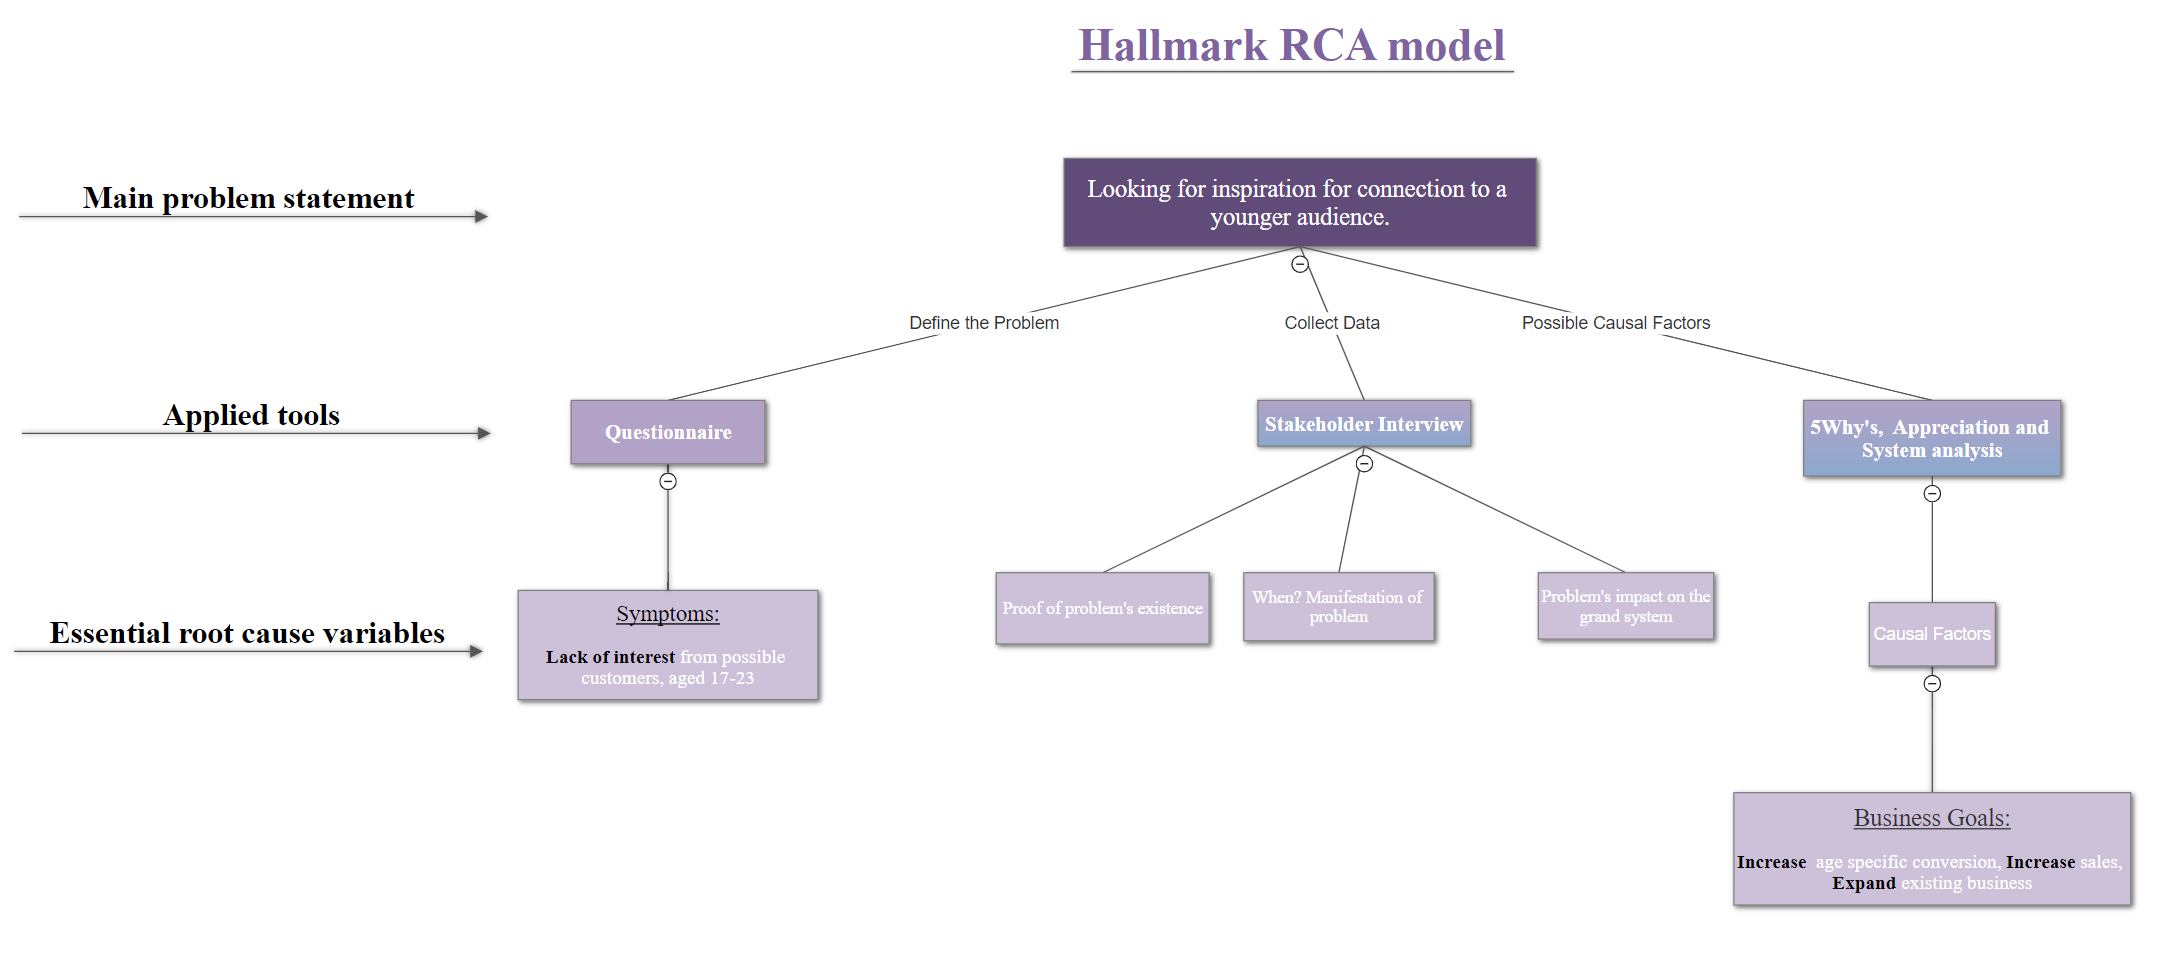 Hallmark RCA model
Main problem statement
Looking for inspiration for connection to a
younger audience.
Define the Problem
Collect Data
Possible Causal Factors
Applied tools
Questionnaire
Stakeholder Interview
5Why's,  Appreciation and
System analysis
Essential root cause variables
Symptoms:
Lack of interest from possible
customers, aged 17-23
Proof of problem's existence
When? Manifestation of
problem
Problem's impact on the
grand system
Causal Factors
Business Goals:
Increase  age specific conversion, Increase sales,
Expand existing business